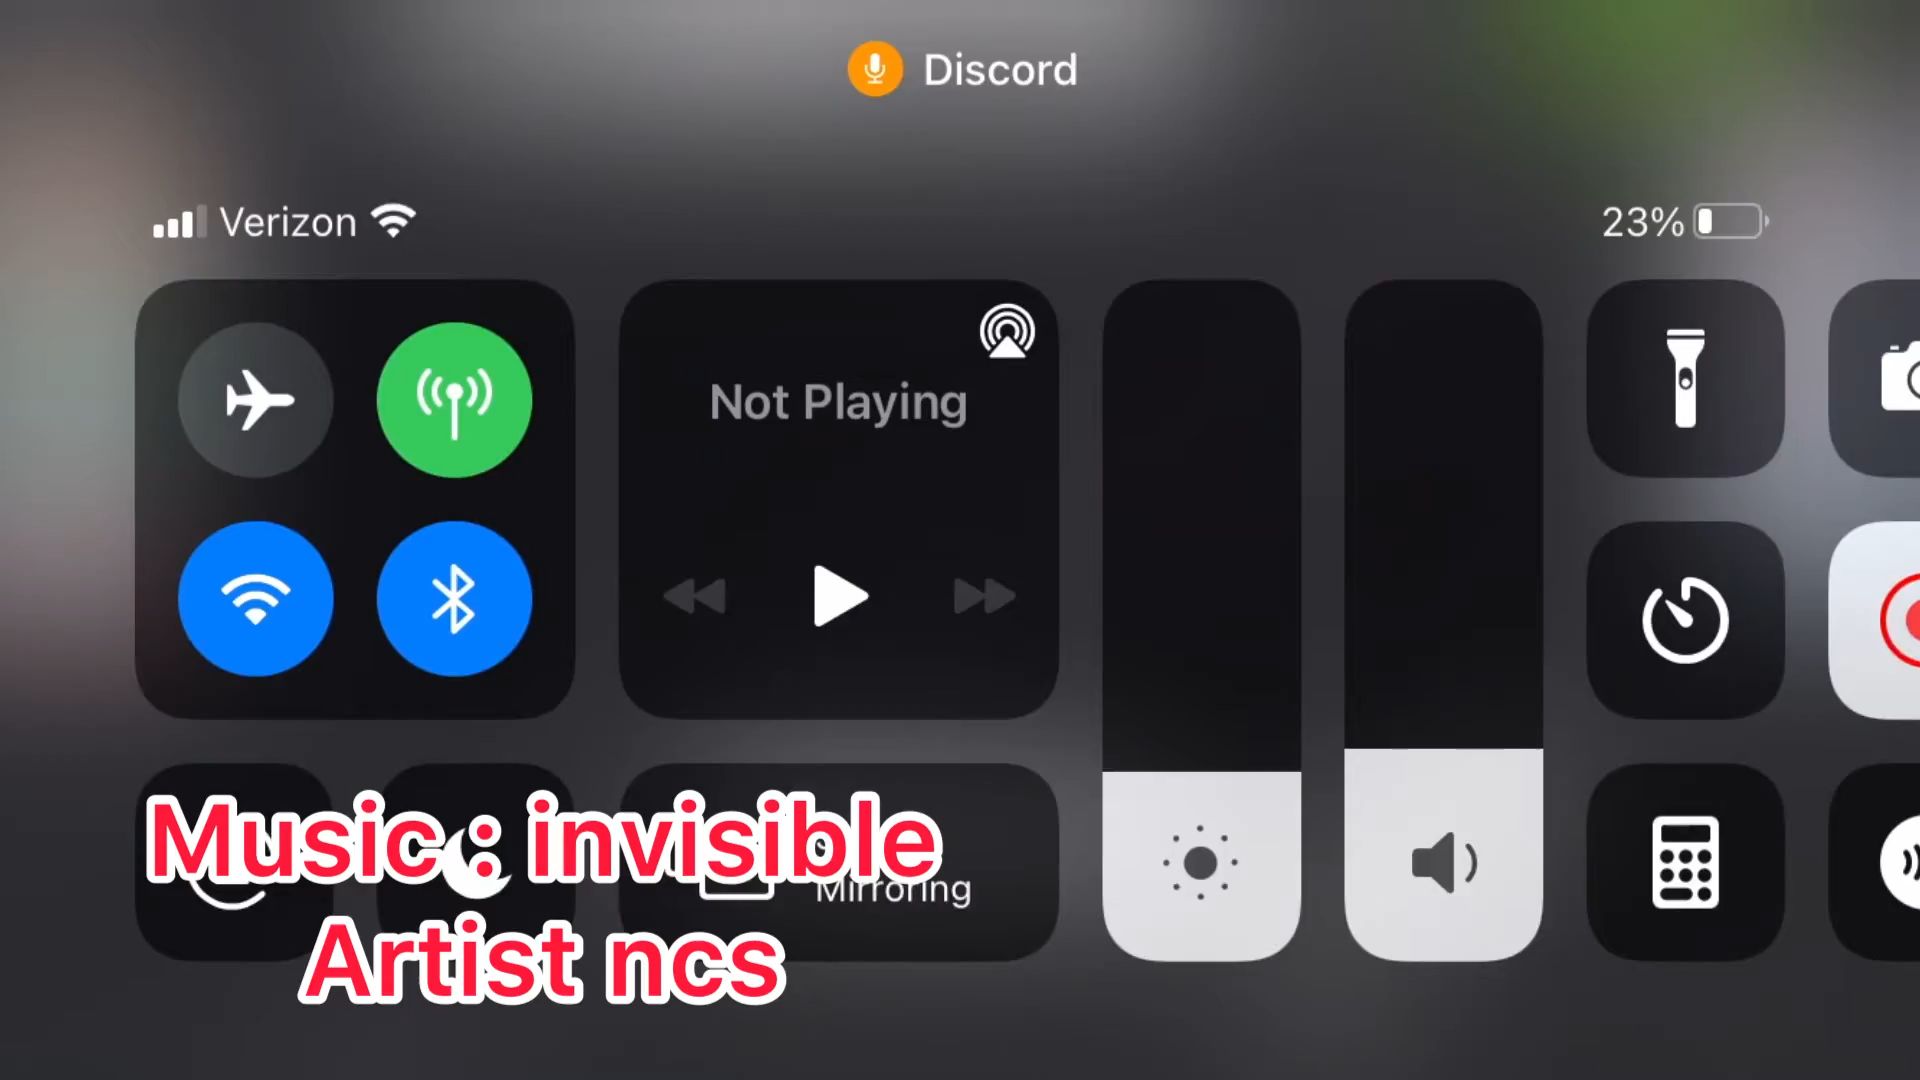 Discord
Verizon
23%
Not Playing
Mirroring
Music : invisible
Artist ncs